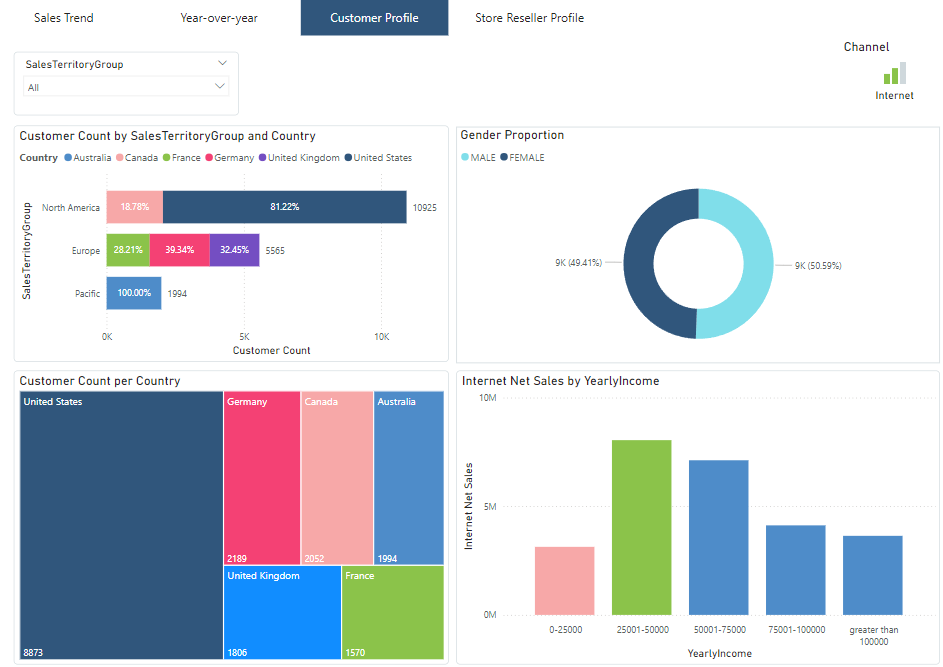 Sales Trend
Year-over-year
Customer Profile
Store Reseller Profile
SalesTerritoryGroup
All
Channel
Internet
Customer Count by SalesTerritoryGroup and Country
Country Australia Canada France Germany United Kingdom United States
SalesTerritoryGroup
North America 18.78% 81.22% 10925
Europe 28.21% 39.34% 32.45% 5565
Pacific 100.00% 1994
0K 5K 10K
Customer Count
Gender Proportion
MALE FEMALE
9K (49.41%)
9K (50.59%)
Customer Count per Country
United States
8873
Germany
2189
Canada
2052
Australia
1994
United Kingdom
1806
France
1570
Internet Net Sales by YearlyIncome
Internet Net Sales
10M
5M
0M
0-25000 25001-50000 50001-75000 75001-100000 greater than
100000
YearlyIncome